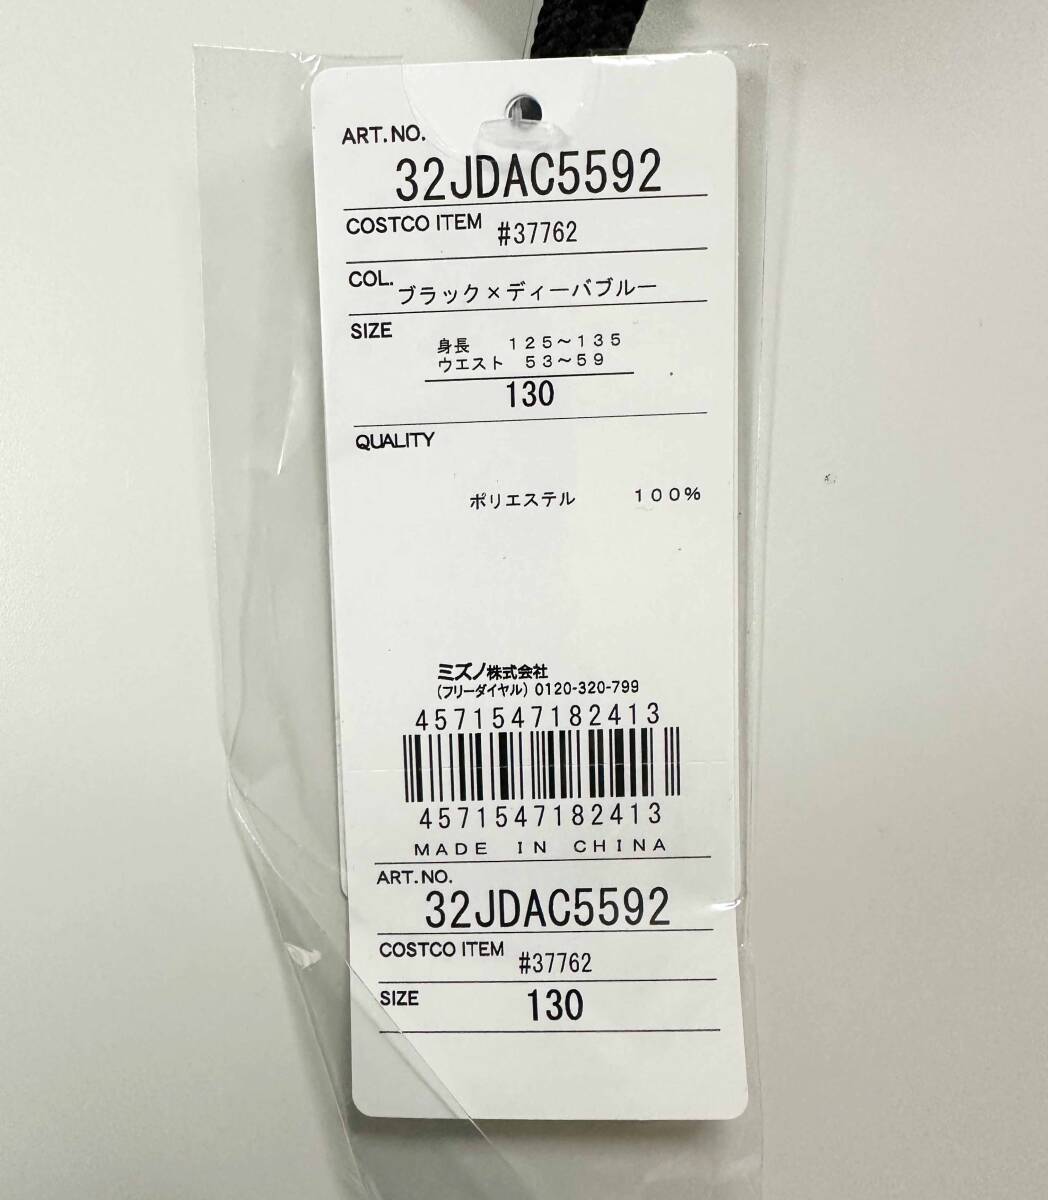 ART.NO.
32JDAC5592
COSTCO ITEM #37762
COL. ブラック×ディーバブルー
SIZE
身長 125～135
ウエスト 53～59
130
QUALITY
ポリエステル 100%
ミズノ株式会社
(フリーダイヤル) 0120-320-799
4571547182413
4571547182413
MADE IN CHINA
ART.NO.
32JDAC5592
COSTCO ITEM #37762
SIZE 130